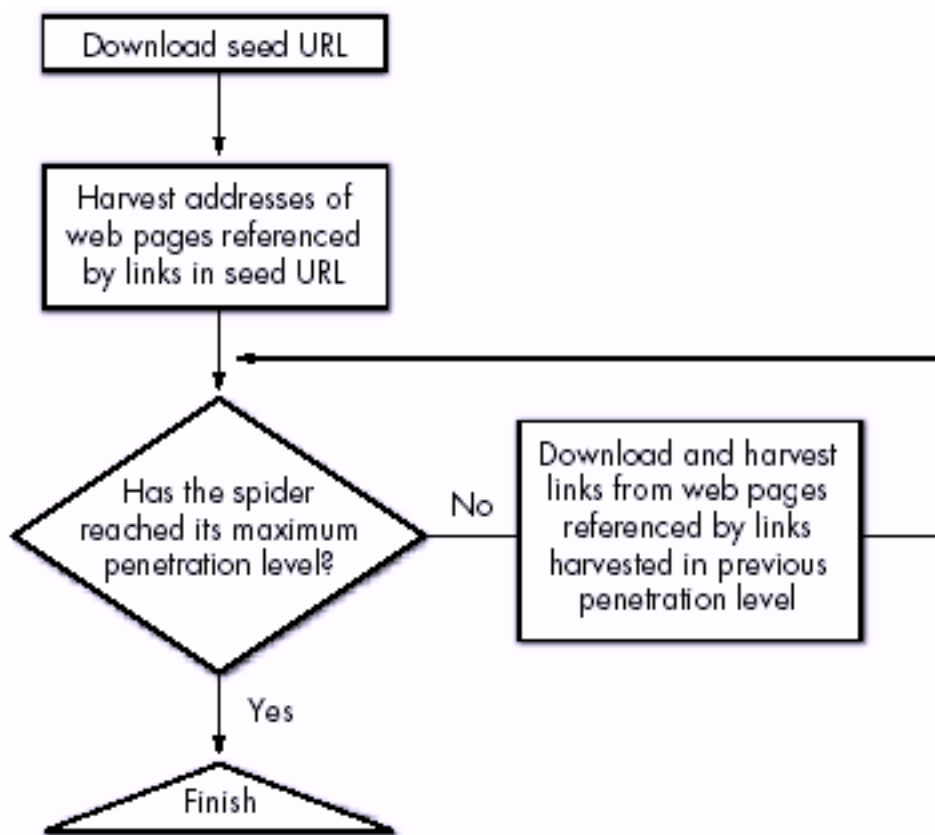 Download seed URL
Harvest addresses of
web pages referenced
by links in seed URL
Has the spider
reached its maximum
penetration level?
No
Download and harvest
links from web pages
referenced by links
harvested in previous
penetration level
Yes
Finish